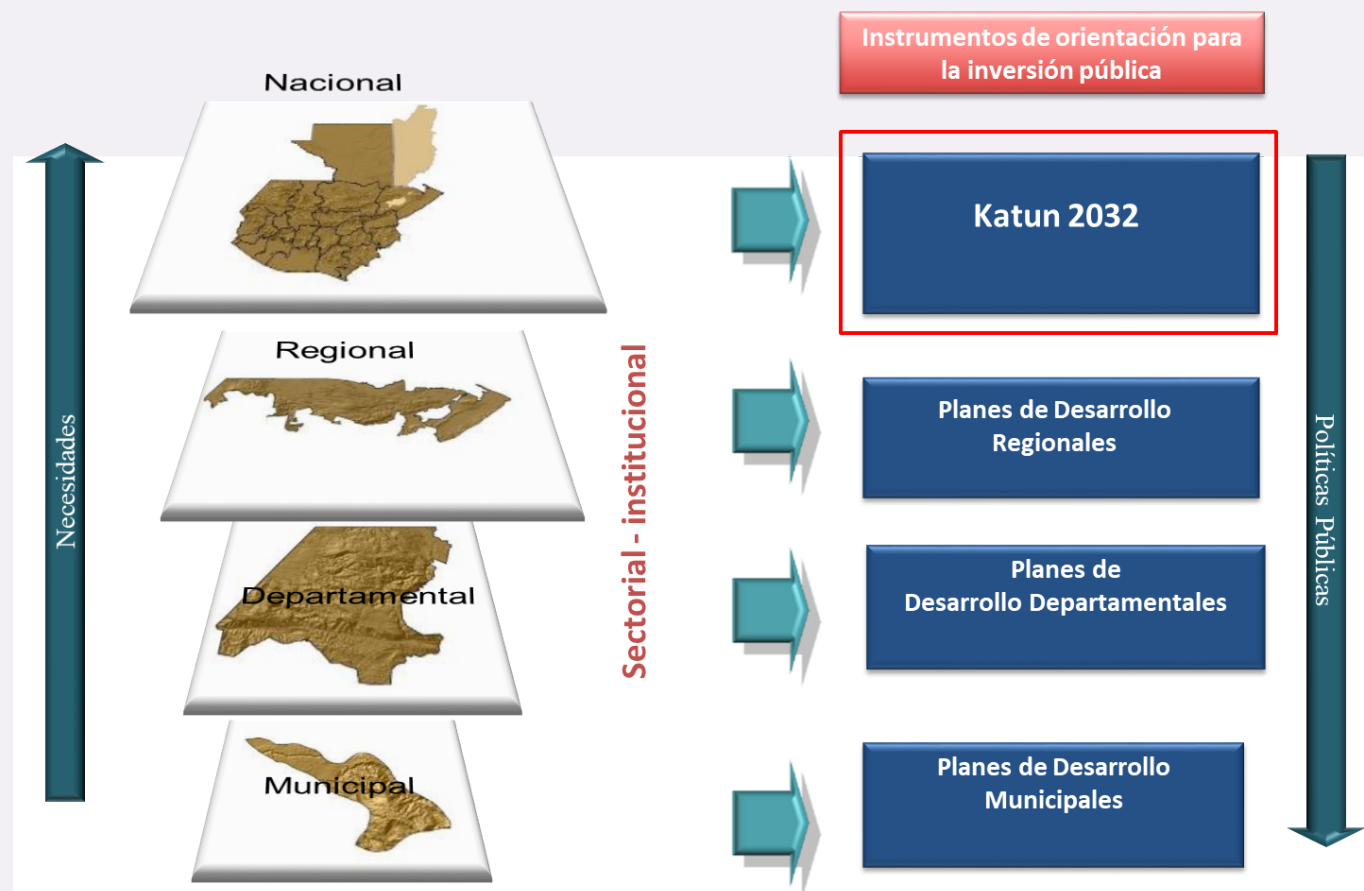 Instrumentos de orientación para
la inversión pública
Nacional
Katun 2032
Regional
Planes de Desarrollo
Regionales
Necesidades
Sectorial - institucional
Políticas Públicas
Departamental
Planes de
Desarrollo Departamentales
Municipal
Planes de Desarrollo
Municipales